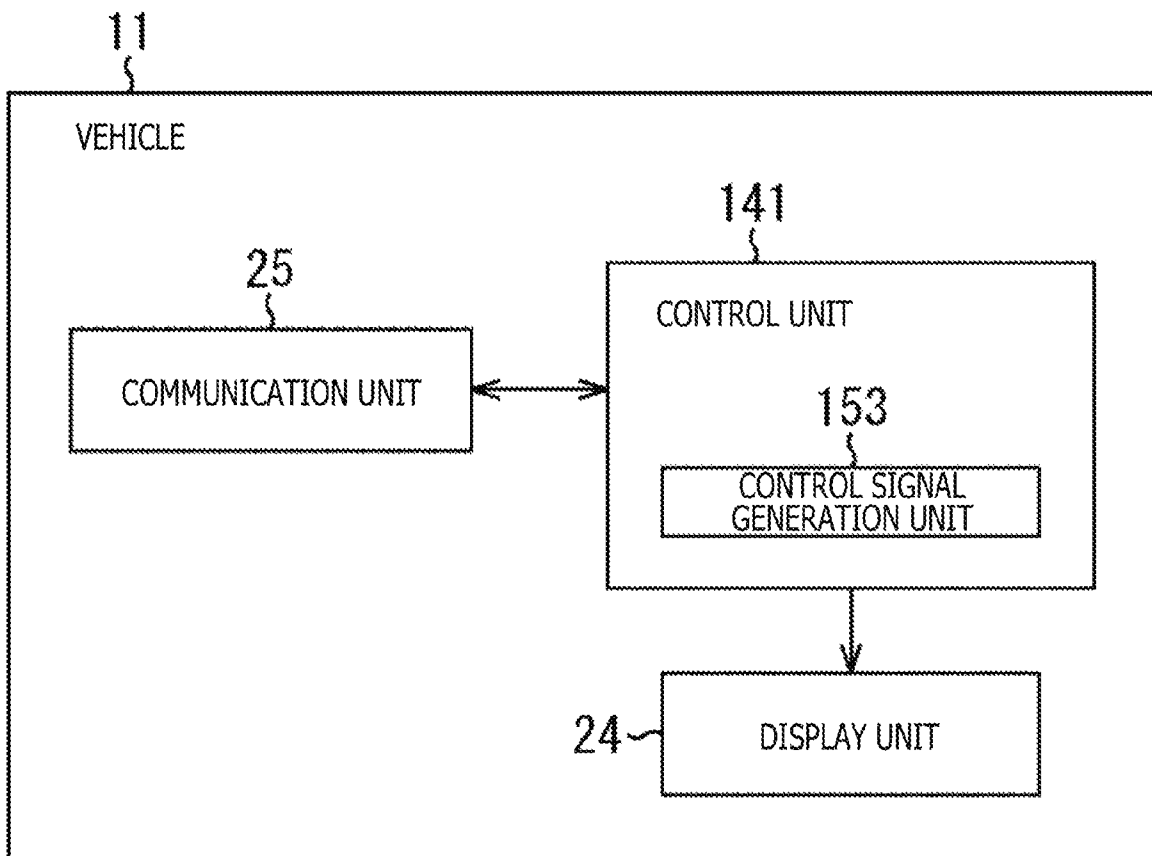 11
VEHICLE
141
25
CONTROL UNIT
COMMUNICATION UNIT
153
CONTROL SIGNAL
GENERATION UNIT
24
DISPLAY UNIT